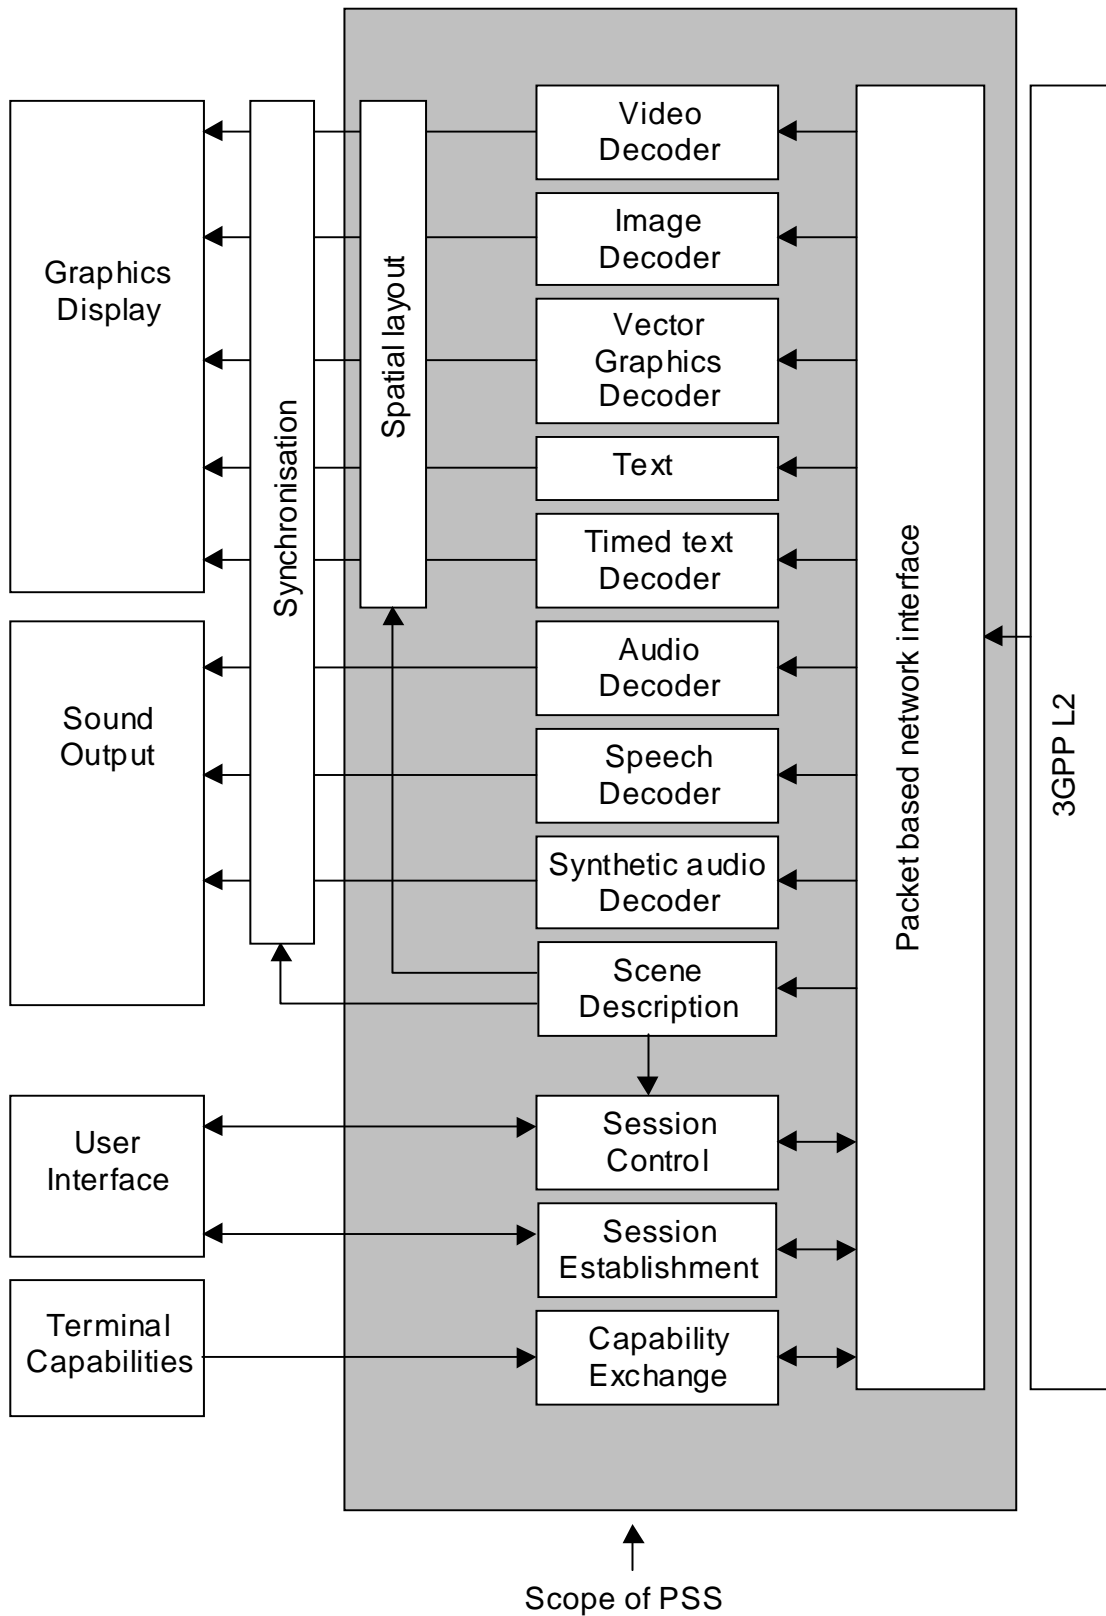 Video
Decoder
Image
Decoder
Graphics
Display
Vector
Graphics
Decoder
Spatial layout
Synchronisation
Text
Timed text
Decoder
Packet based network interface
3GPP L2
Audio
Decoder
Sound
Output
Speech
Decoder
Synthetic audio
Decoder
Scene
Description
User
Interface
Session
Control
Session
Establishment
Terminal
Capabilities
Capability
Exchange
Scope of PSS